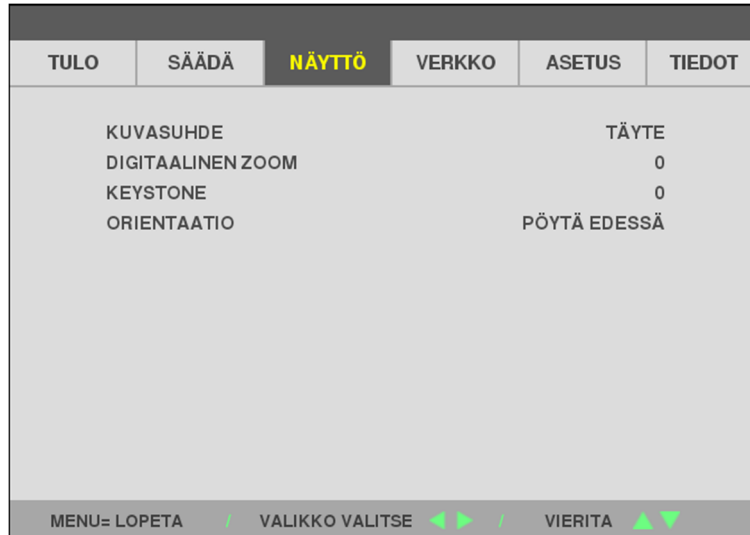 TULO SÄÄDÄ NÄYTTÖ VERKKO ASETUS TIEDOT
KUVASUHDE TÄYTE
DIGITAALINEN ZOOM 0
KEYSTONE 0
ORIENTAATIO PÖYTÄ EDESSÄ
MENU= LOPETA / VALIKKO VALITSE ◀ ▶ / VIERITA ▲ ▼